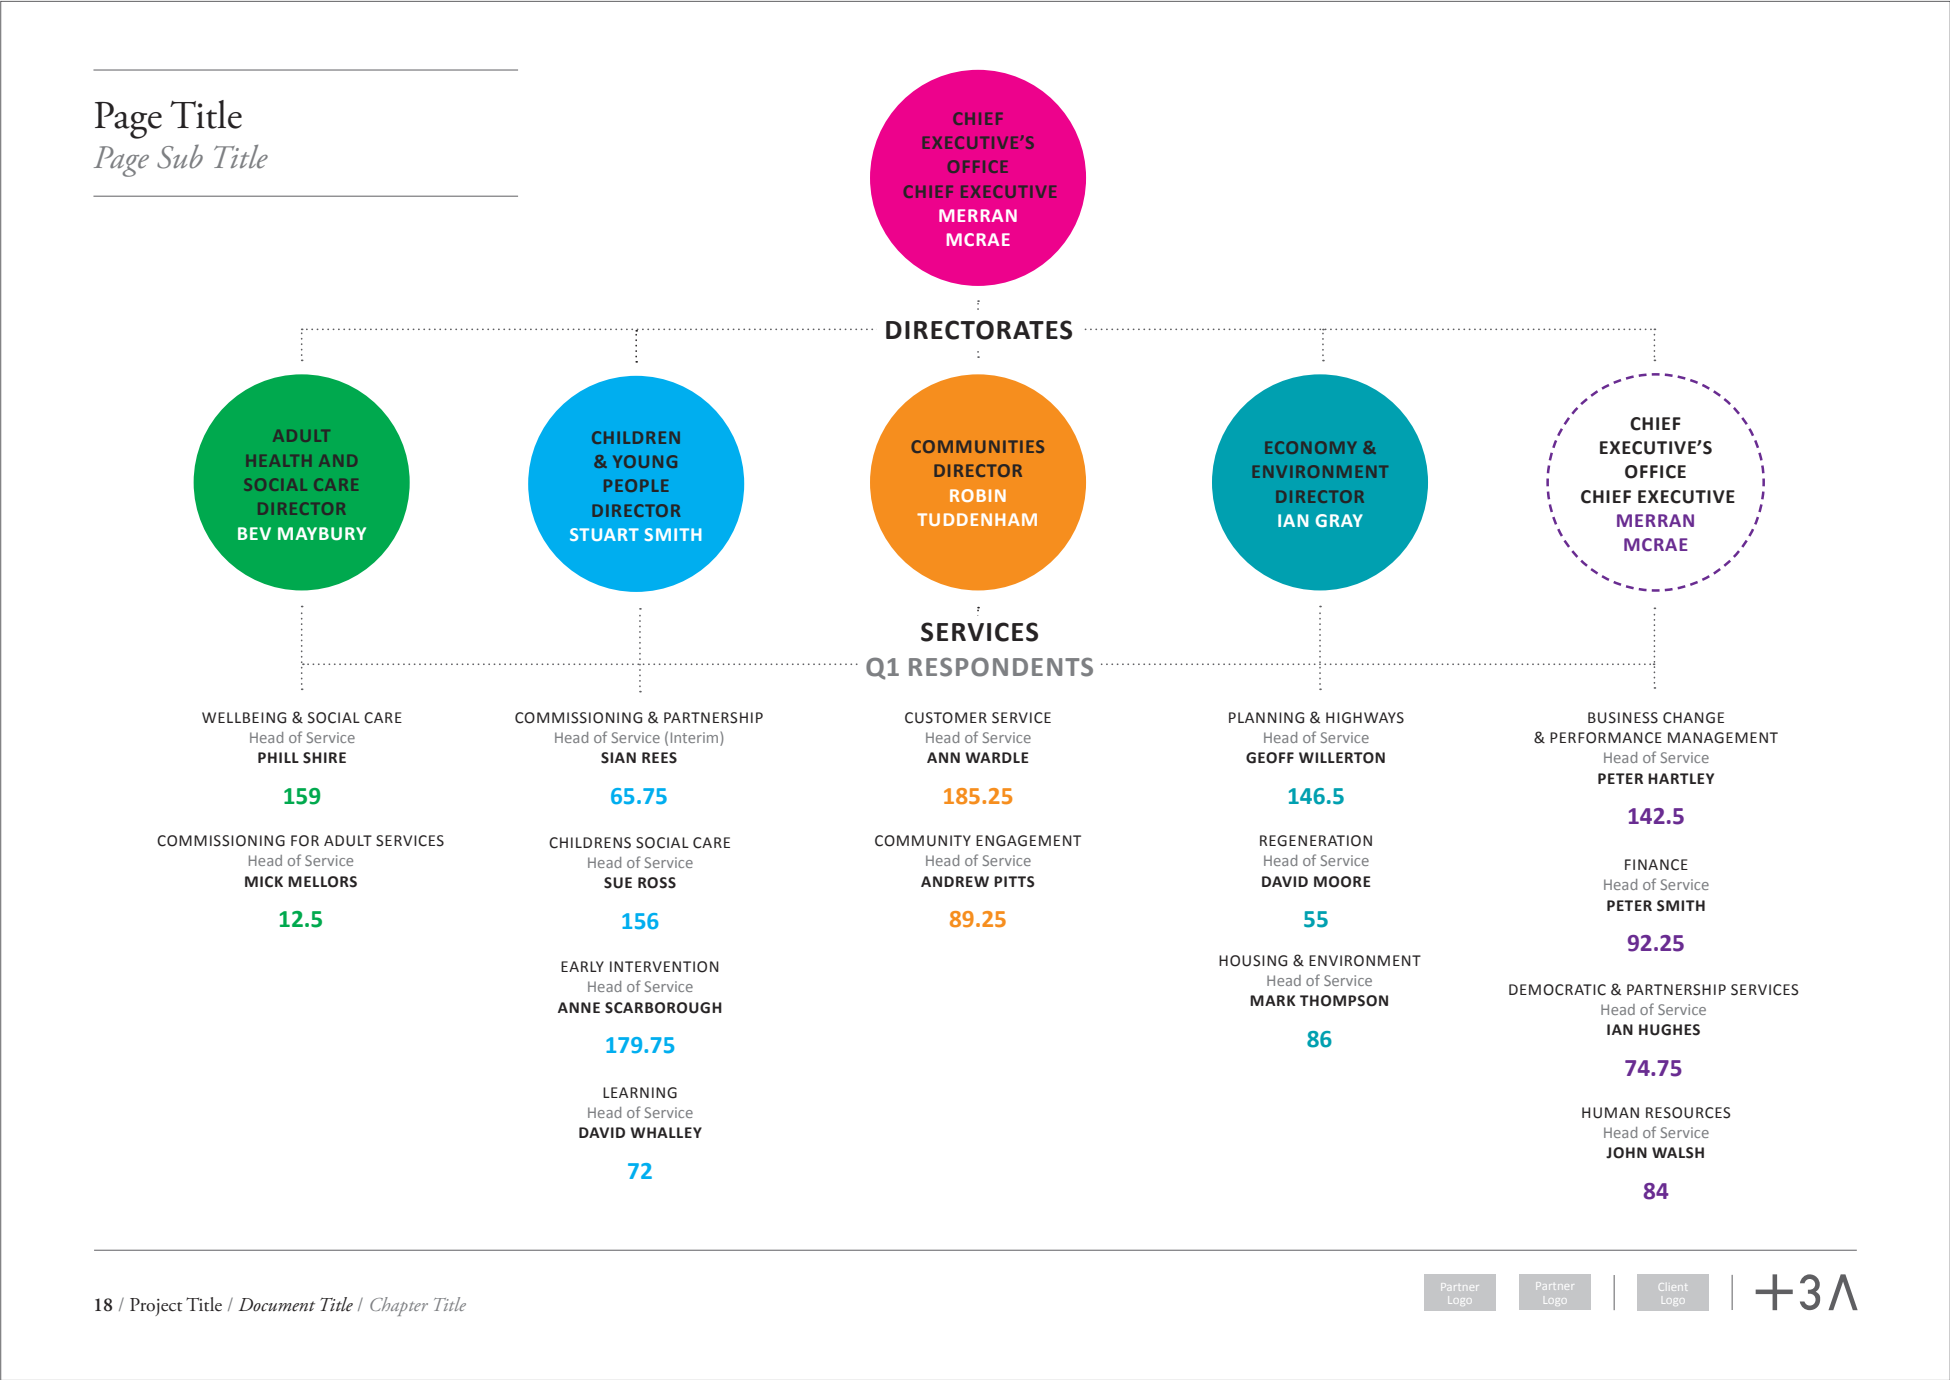 Page Title
Page Sub Title
CHIEF
EXECUTIVE’S
OFFICE
CHIEF EXECUTIVE
MERRAN
MCRAE
DIRECTORATES
ADULT
HEALTH AND
SOCIAL CARE
DIRECTOR
BEV MAYBURY
CHILDREN
& YOUNG
PEOPLE
DIRECTOR
STUART SMITH
COMMUNITIES
DIRECTOR
ROBIN
TUDDENHAM
ECONOMY &
ENVIRONMENT
DIRECTOR
IAN GRAY
CHIEF
EXECUTIVE’S
OFFICE
CHIEF EXECUTIVE
MERRAN
MCRAE
SERVICES
Q1 RESPONDENTS
WELLBEING & SOCIAL CARE
Head of Service
PHILL SHIRE
159
COMMISSIONING FOR ADULT SERVICES
Head of Service
MICK MELLORS
12.5
COMMISSIONING & PARTNERSHIP
Head of Service (Interim)
SIAN REES
65.75
CHILDRENS SOCIAL CARE
Head of Service
SUE ROSS
156
EARLY INTERVENTION
Head of Service
ANNE SCARBOROUGH
179.75
LEARNING
Head of Service
DAVID WHALLEY
72
CUSTOMER SERVICE
Head of Service
ANN WARDLE
185.25
COMMUNITY ENGAGEMENT
Head of Service
ANDREW PITTS
89.25
PLANNING & HIGHWAYS
Head of Service
GEOFF WILLERTON
146.5
REGENERATION
Head of Service
DAVID MOORE
55
HOUSING & ENVIRONMENT
Head of Service
MARK THOMPSON
86
BUSINESS CHANGE
& PERFORMANCE MANAGEMENT
Head of Service
PETER HARTLEY
142.5
FINANCE
Head of Service
PETER SMITH
92.25
DEMOCRATIC & PARTNERSHIP SERVICES
Head of Service
IAN HUGHES
74.75
HUMAN RESOURCES
Head of Service
JOHN WALSH
84
18 / Project Title / Document Title / Chapter Title
Partner
Logo
Partner
Logo
Client
Logo
+3Λ